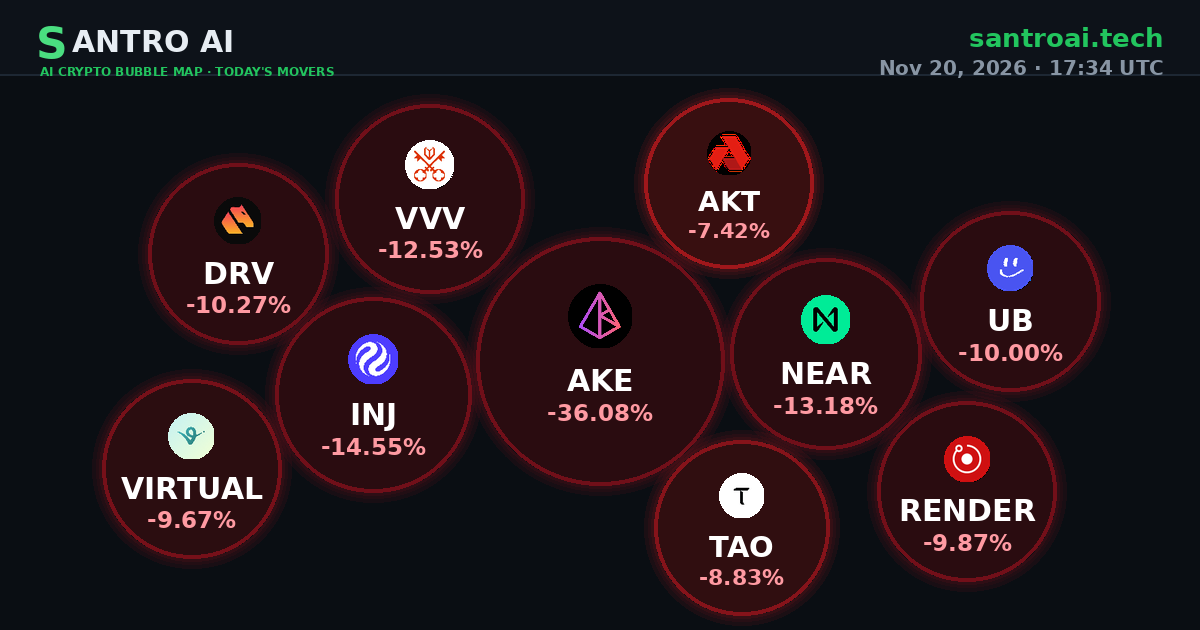 SANTRO AI
AI CRYPTO BUBBLE MAP · TODAY'S MOVERS
santroai.tech
Nov 20, 2026 · 17:34 UTC
AKT
-7.42%
VVV
-12.53%
DRV
-10.27%
UB
-10.00%
AKE
-36.08%
NEAR
-13.18%
INJ
-14.55%
VIRTUAL
-9.67%
RENDER
-9.87%
TAO
-8.83%